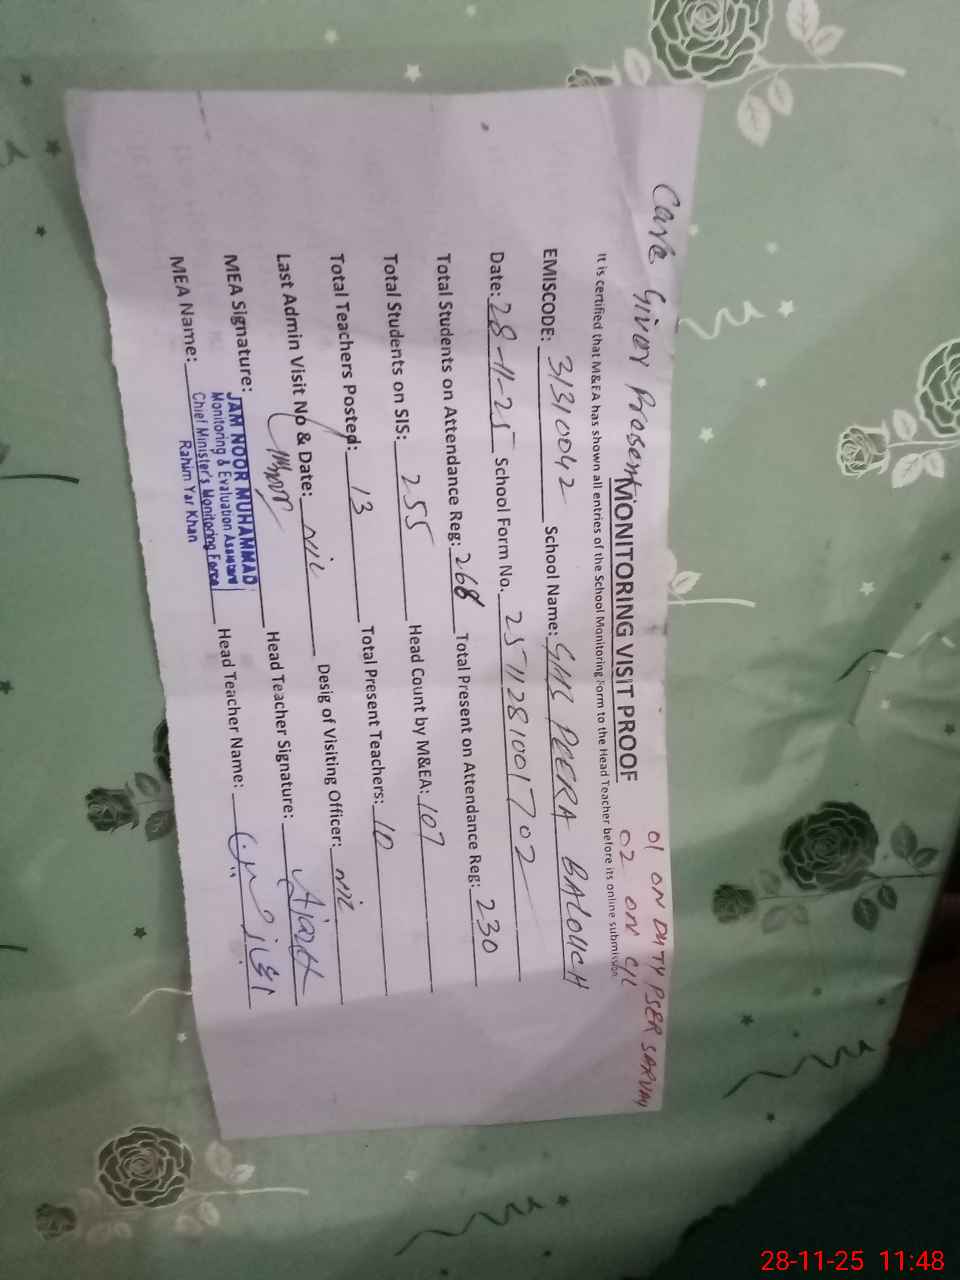 Care Giver Present
01 ON DUTY PSER SARVAY
02 ON C/L
MONITORING VISIT PROOF
It is certified that M&EA has shown all entries of the School Monitoring Form to the Head Teacher before its online submission
EMISCODE: 31310042 School Name: GMS PEERA BALOUCH
Date: 28-11-25 School Form No. 2511281001702
Total Students on Attendance Reg: 268 Total Present on Attendance Reg: 230
Total Students on SIS: 255 Head Count by M&EA: 107
Total Teachers Posted: 13 Total Present Teachers: 10
Last Admin Visit No & Date: Nil Desig of Visiting Officer: Nil
MEA Signature: Head Teacher Signature:
MEA Name: Head Teacher Name:
JAM NOOR MUHAMMAD
Monitoring & Evaluation Assistant
Chief Minister's Monitoring Force
Rahim Yar Khan
28-11-25 11:48